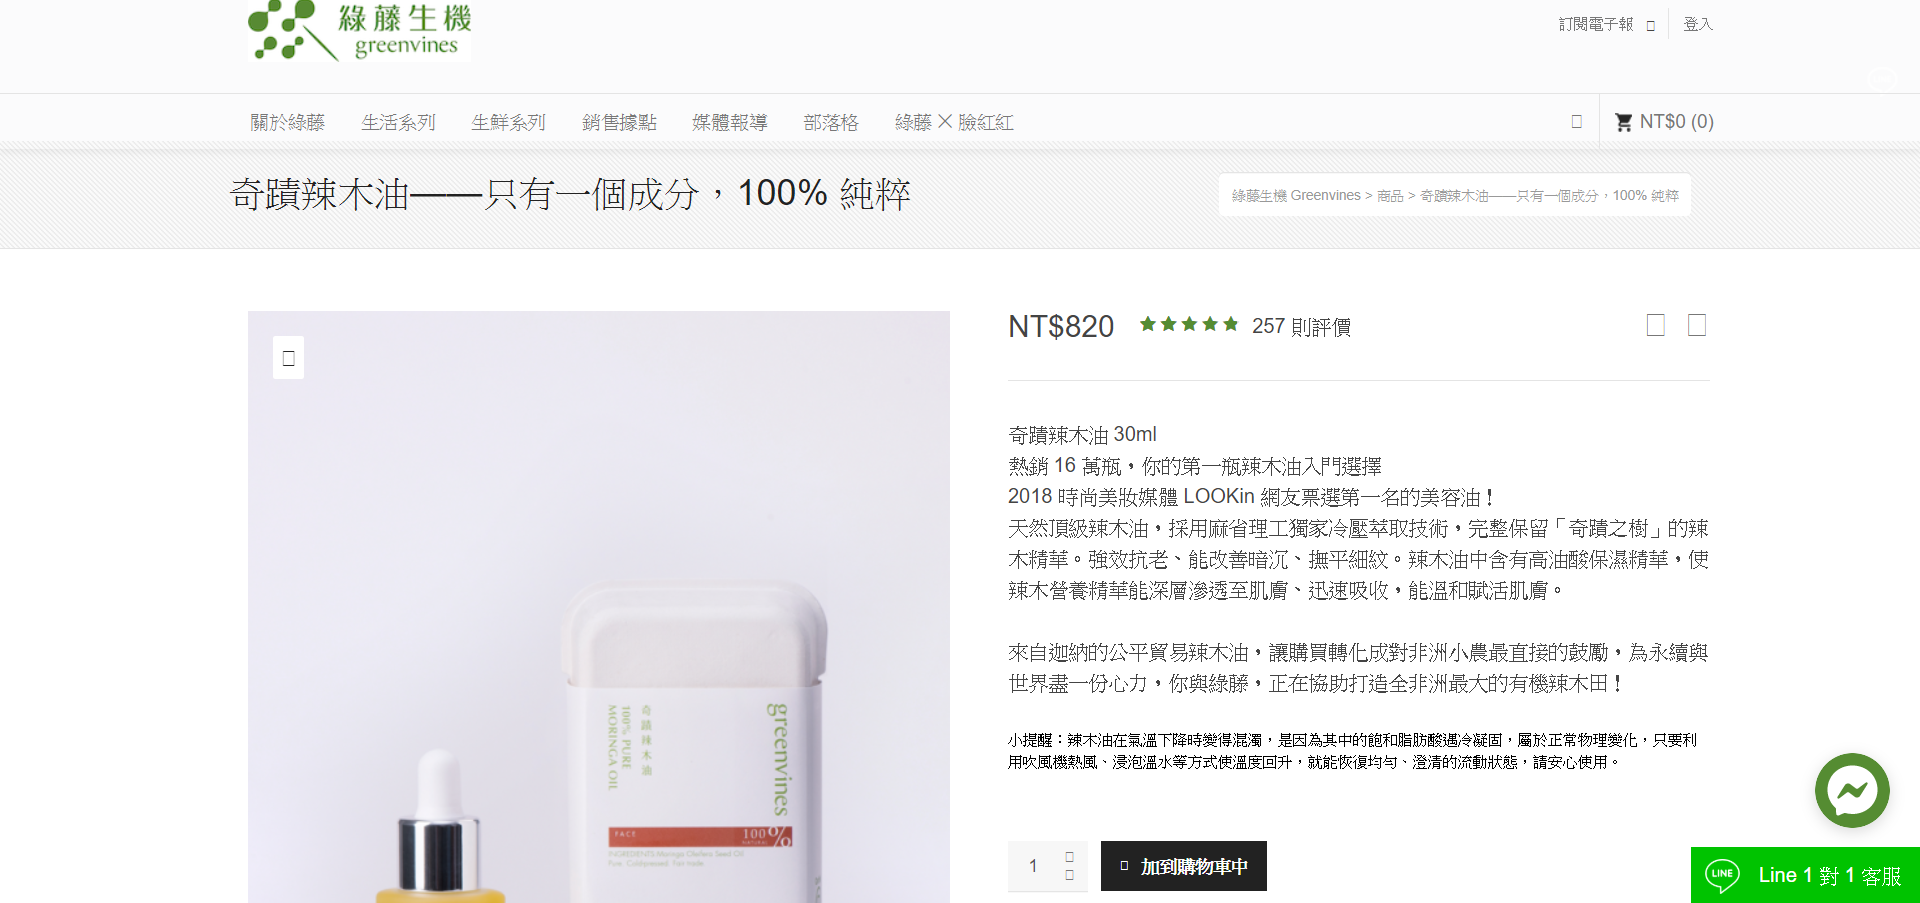 綠藤生機
greenvines
訂閱電子報
登入
關於綠藤 生活系列 生鮮系列 銷售據點 媒體報導 部落格 綠藤 X 臉紅紅
NT$0 (0)
奇蹟辣木油——只有一個成分，100% 純粹
綠藤生機 Greenvines > 商品 > 奇蹟辣木油——只有一個成分，100% 純粹
NT$820
257 則評價
奇蹟辣木油 30ml
熱銷 16 萬瓶，你的第一瓶辣木油入門選擇
2018 時尚美妝媒體 LOOKin 網友票選第一名的美容油！
天然頂級辣木油，採用麻省理工獨家冷壓萃取技術，完整保留「奇蹟之樹」的辣
木精華。強效抗老、能改善暗沉、撫平細紋。辣木油中含有高油酸保濕精華，使
辣木營養精華能深層滲透至肌膚、迅速吸收，能溫和賦活肌膚。
來自迦納的公平貿易辣木油，讓購買轉化成對非洲小農最直接的鼓勵，為永續與
世界盡一份心力，你與綠藤，正在協助打造全非洲最大的有機辣木田！
小提醒：辣木油在氣溫下降時變得混濁，是因為其中的飽和脂肪酸遇冷凝固，屬於正常物理變化，只要利
用吹風機熱風、浸泡溫水等方式使溫度回升，就能恢復均勻、澄清的流動狀態，請安心使用。
1
加到購物車中
greenvines
奇蹟辣木油
100% PURE
MORINGA OIL
FACT
100%
NATURAL
INGREDIENTS Moringa Oleifera Seed Oil
Pure Cold-pressed Fair trade
LINE
Line 1 對 1 客服